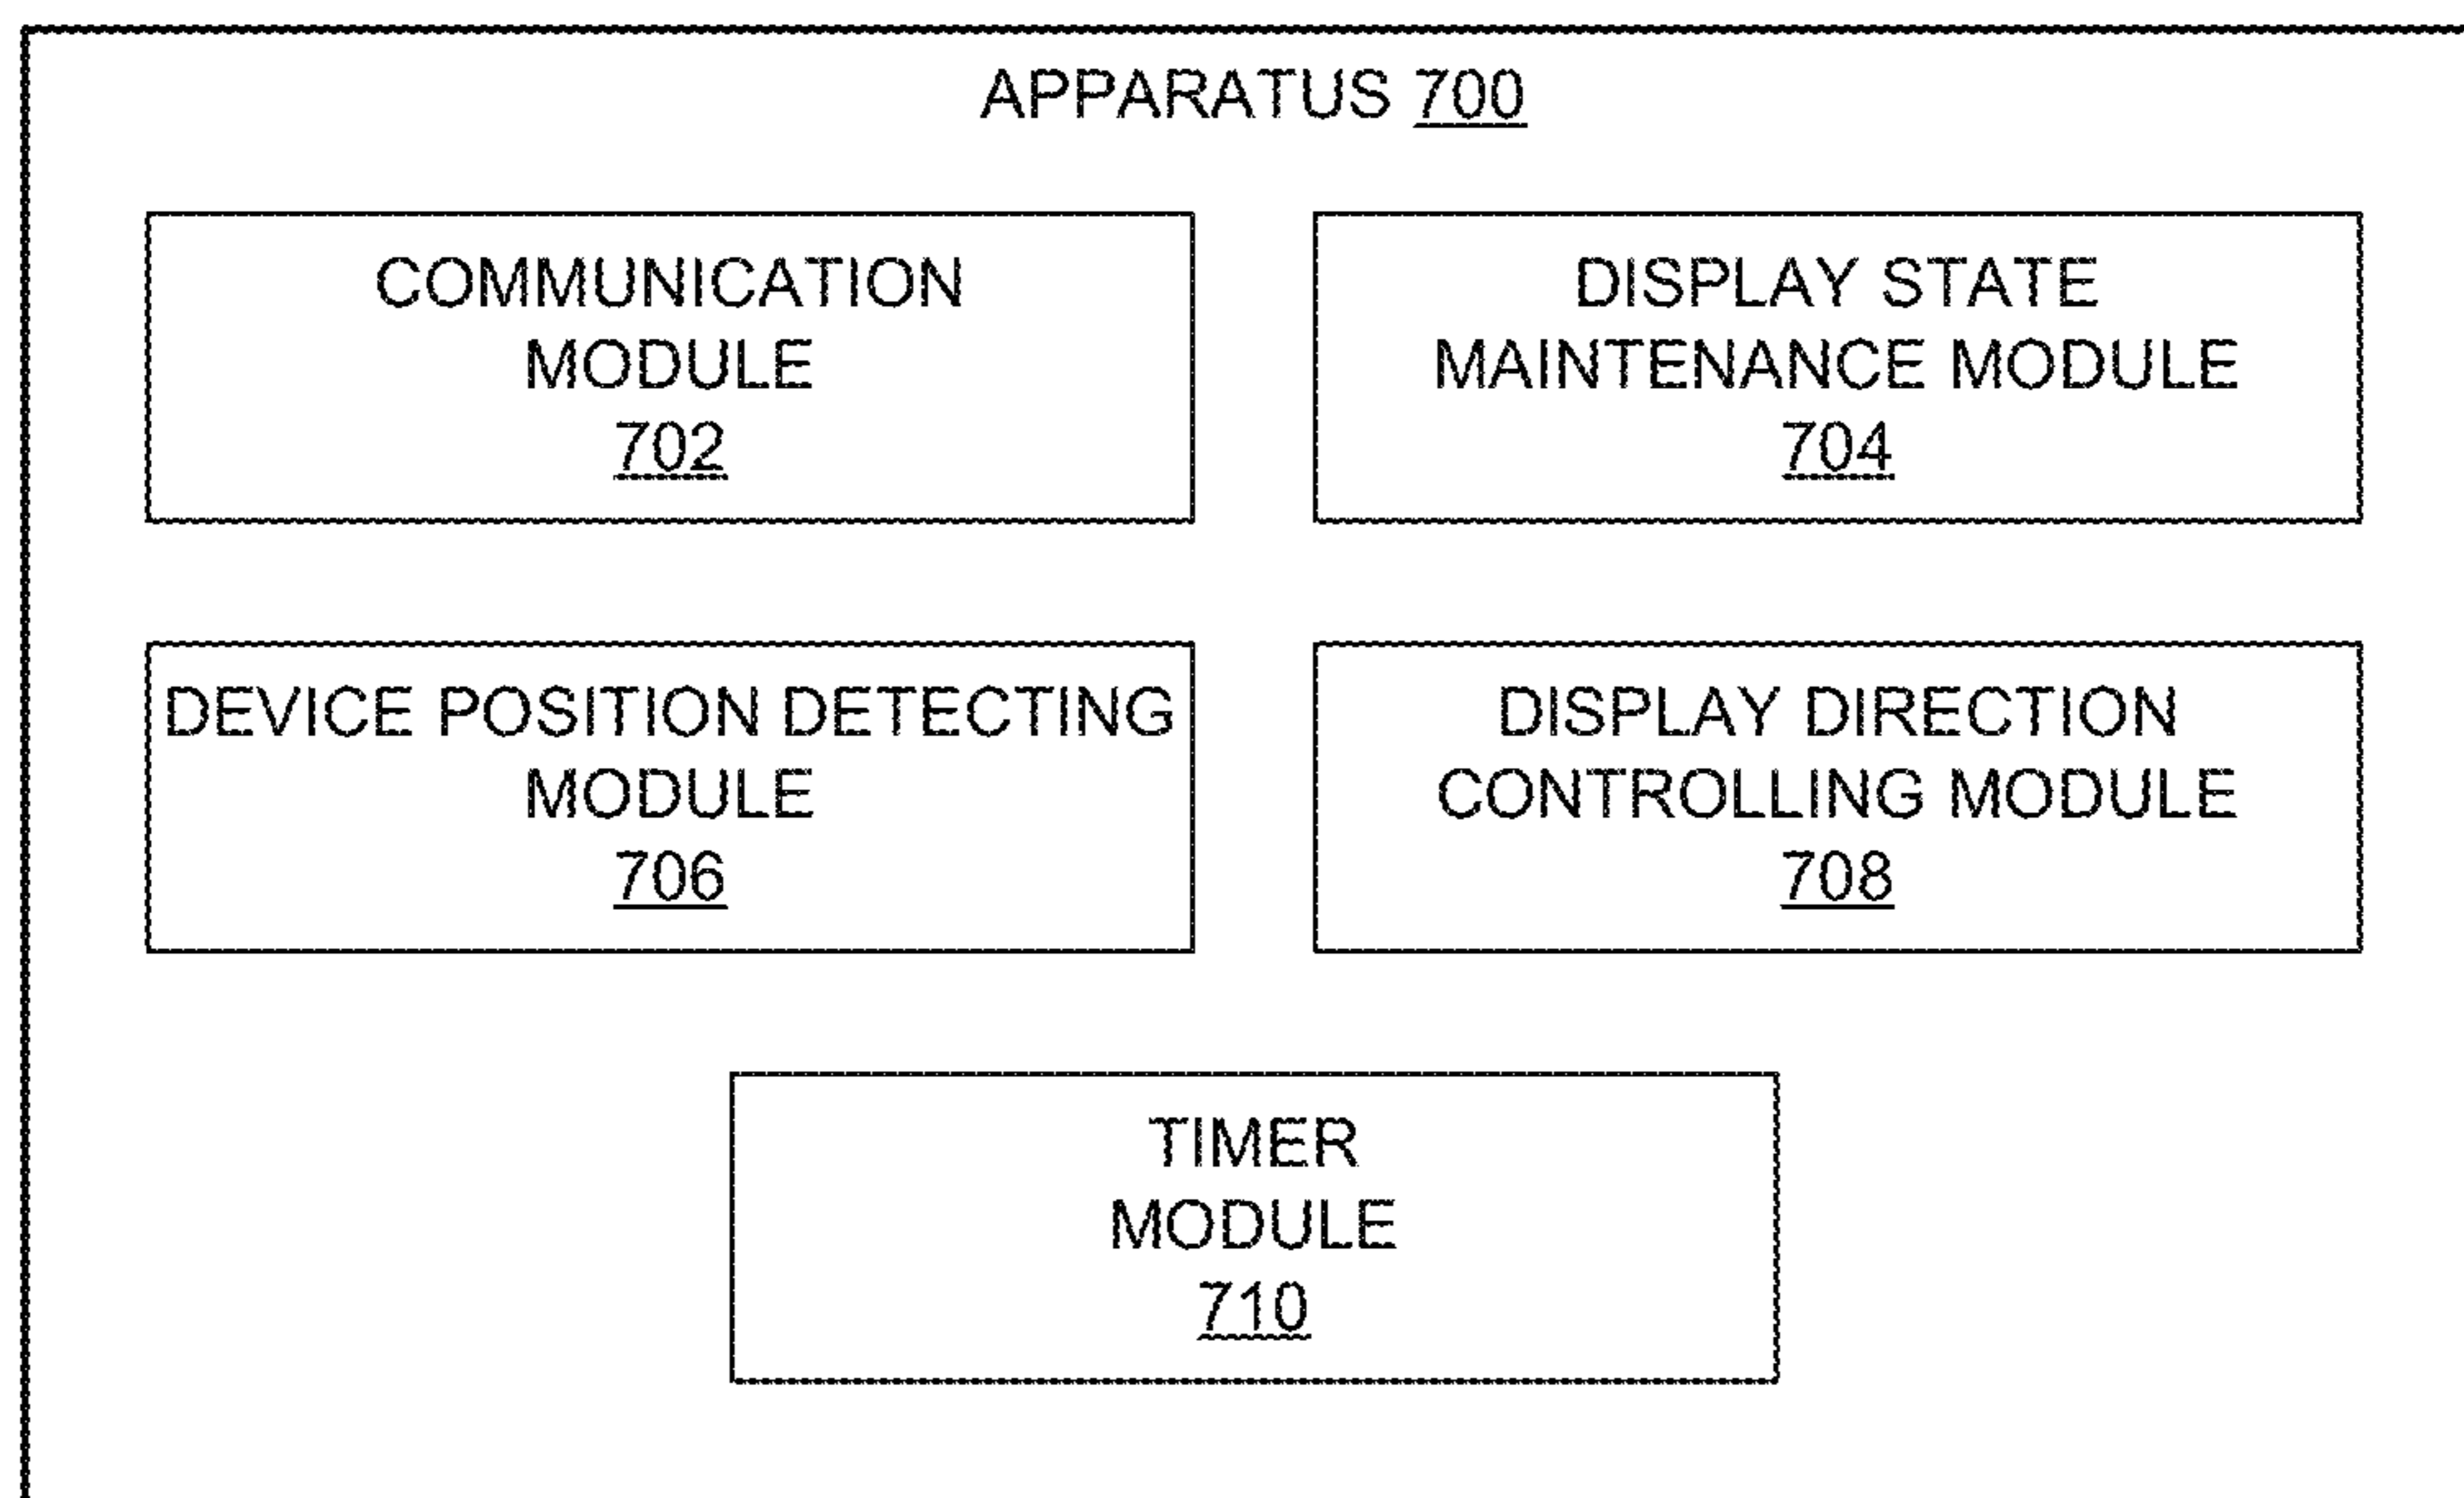 APPARATUS 700
COMMUNICATION
MODULE
702
DISPLAY STATE
MAINTENANCE MODULE
704
DEVICE POSITION DETECTING
MODULE
706
DISPLAY DIRECTION
CONTROLLING MODULE
708
TIMER
MODULE
710